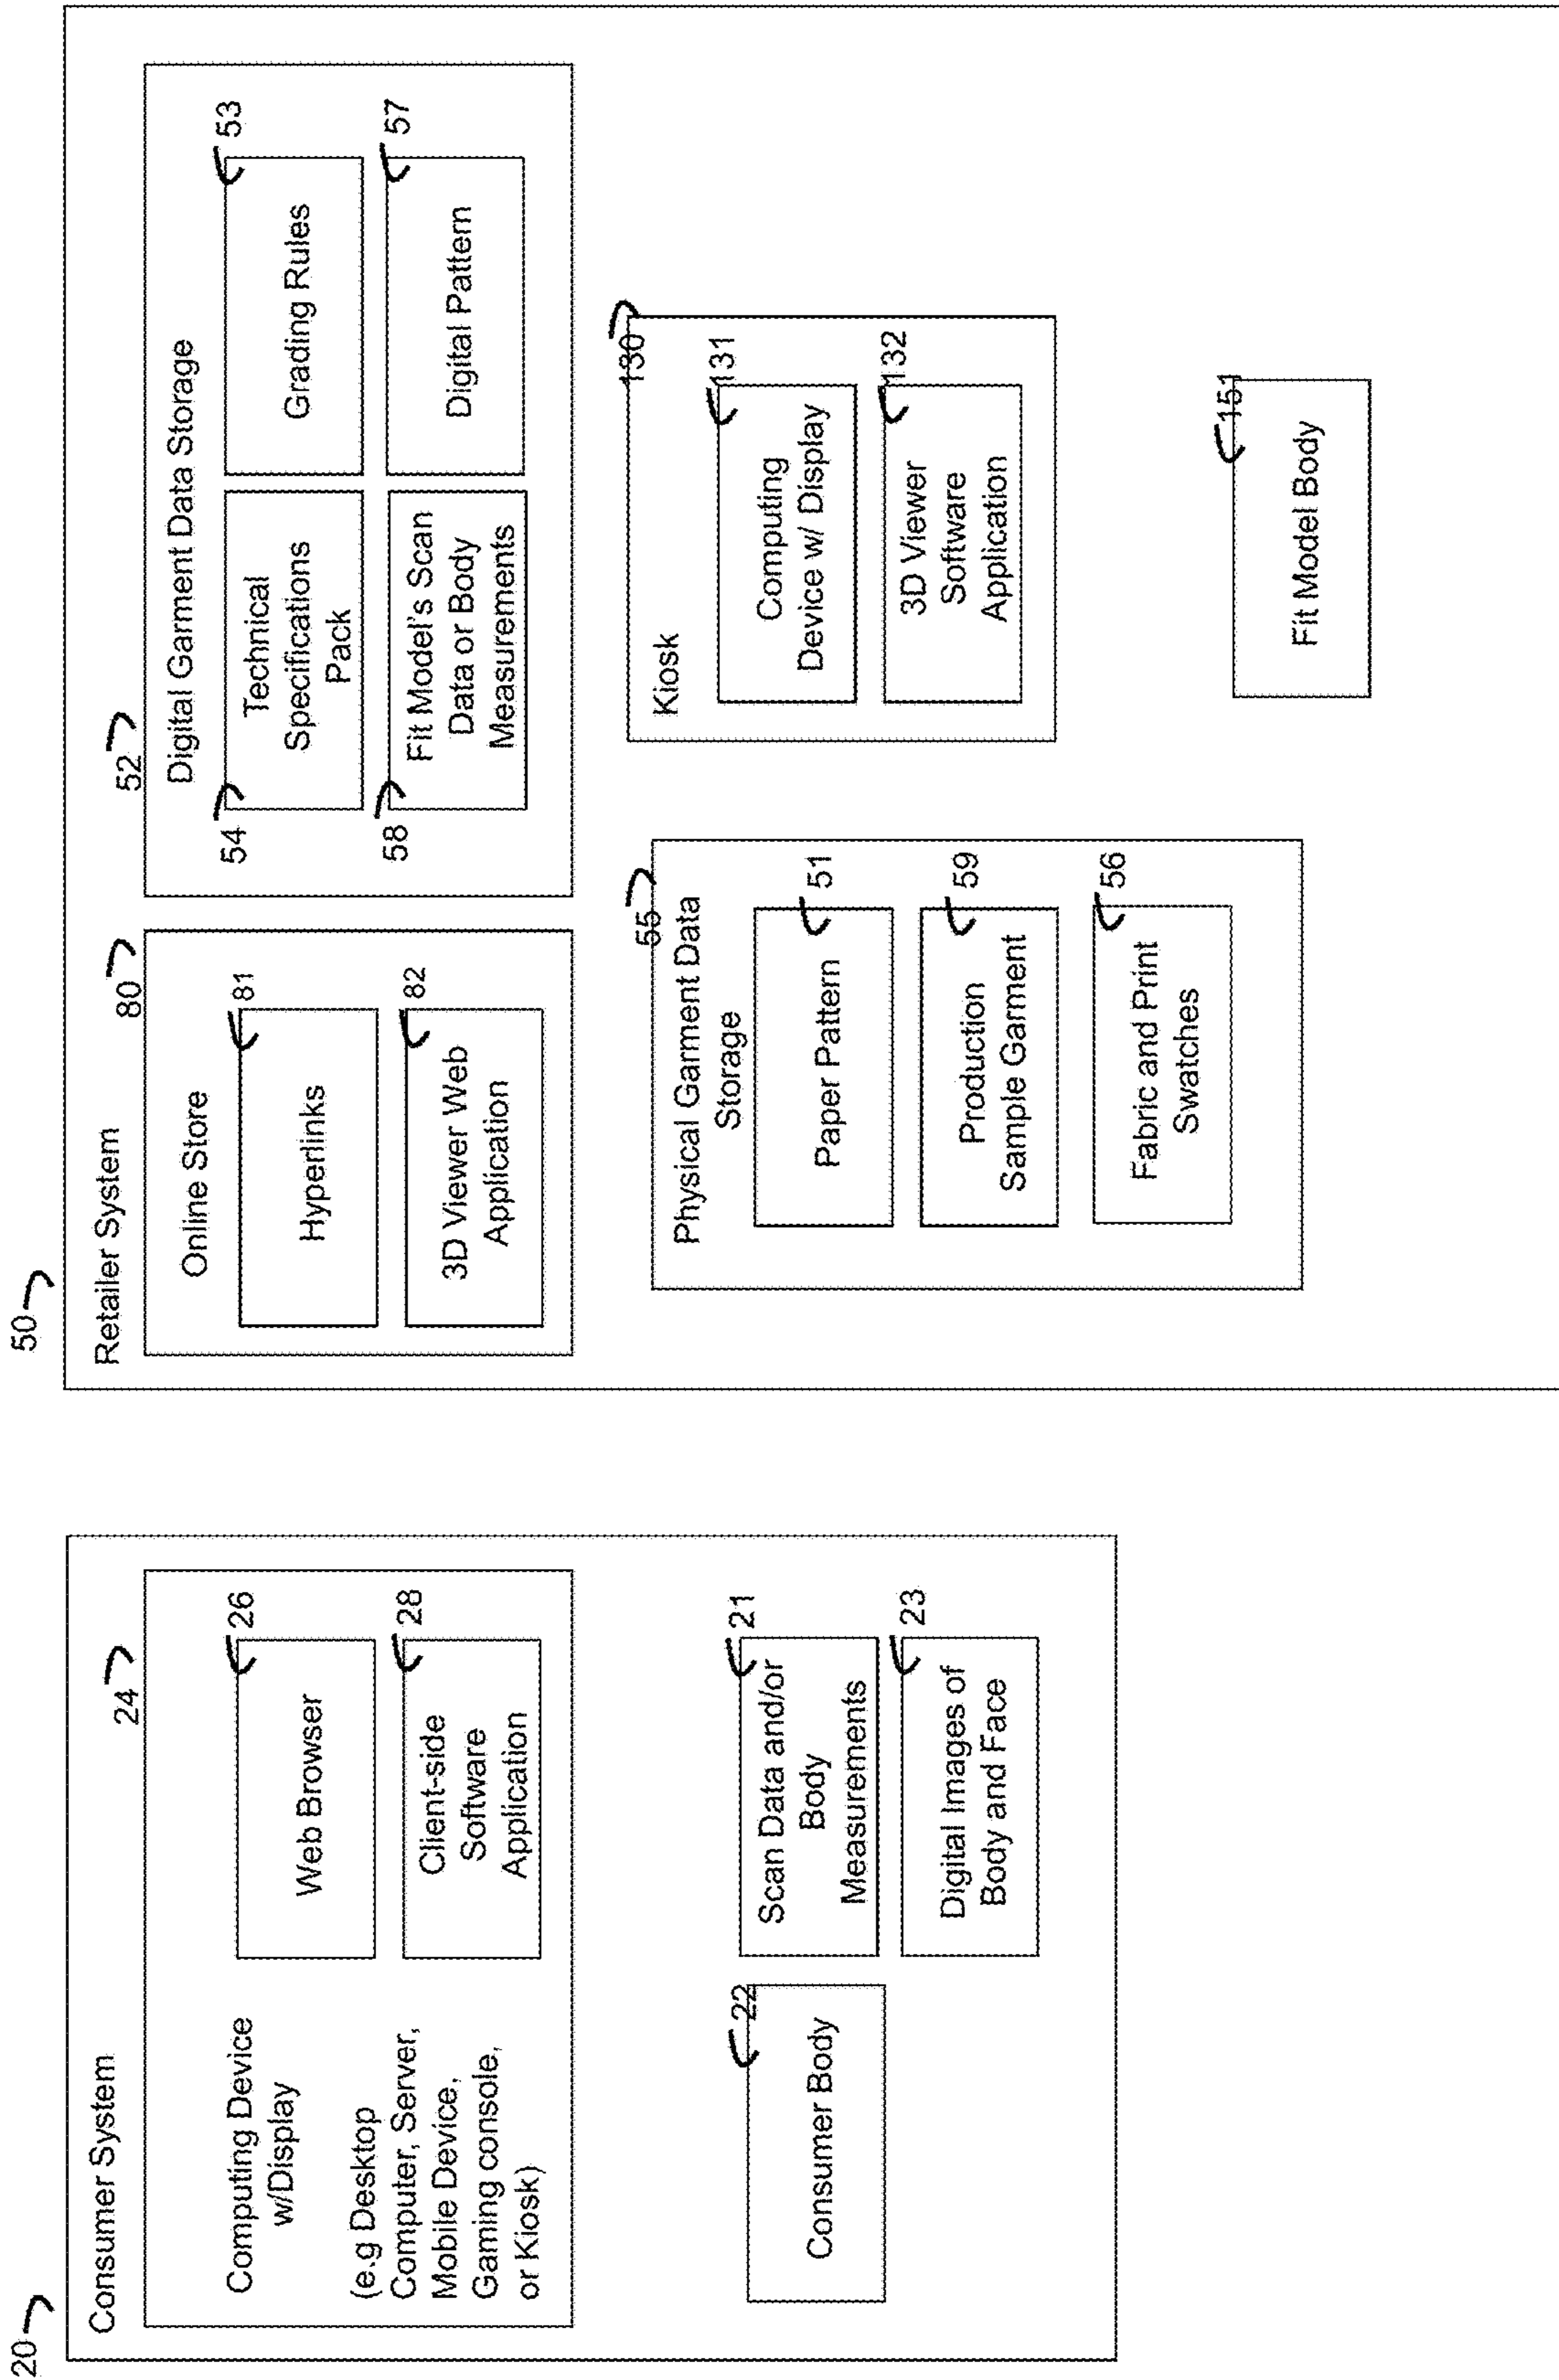 20
Consumer System
24
Computing Device
w/Display
(e.g Desktop
Computer, Server,
Mobile Device,
Gaming console,
or Kiosk)
26
Web Browser
28
Client-side
Software
Application
22
Consumer Body
21
Scan Data and/or
Body
Measurements
23
Digital Images of
Body and Face
50
Retailer System
80
Online Store
81
Hyperlinks
82
3D Viewer Web
Application
52
Digital Garment Data Storage
54
Technical
Specifications
Pack
53
Grading Rules
58
Fit Model's Scan
Data or Body
Measurements
57
Digital Pattern
55
Physical Garment Data
Storage
51
Paper Pattern
59
Production
Sample Garment
56
Fabric and Print
Swatches
130
Kiosk
131
Computing
Device w/ Display
132
3D Viewer
Software
Application
151
Fit Model Body